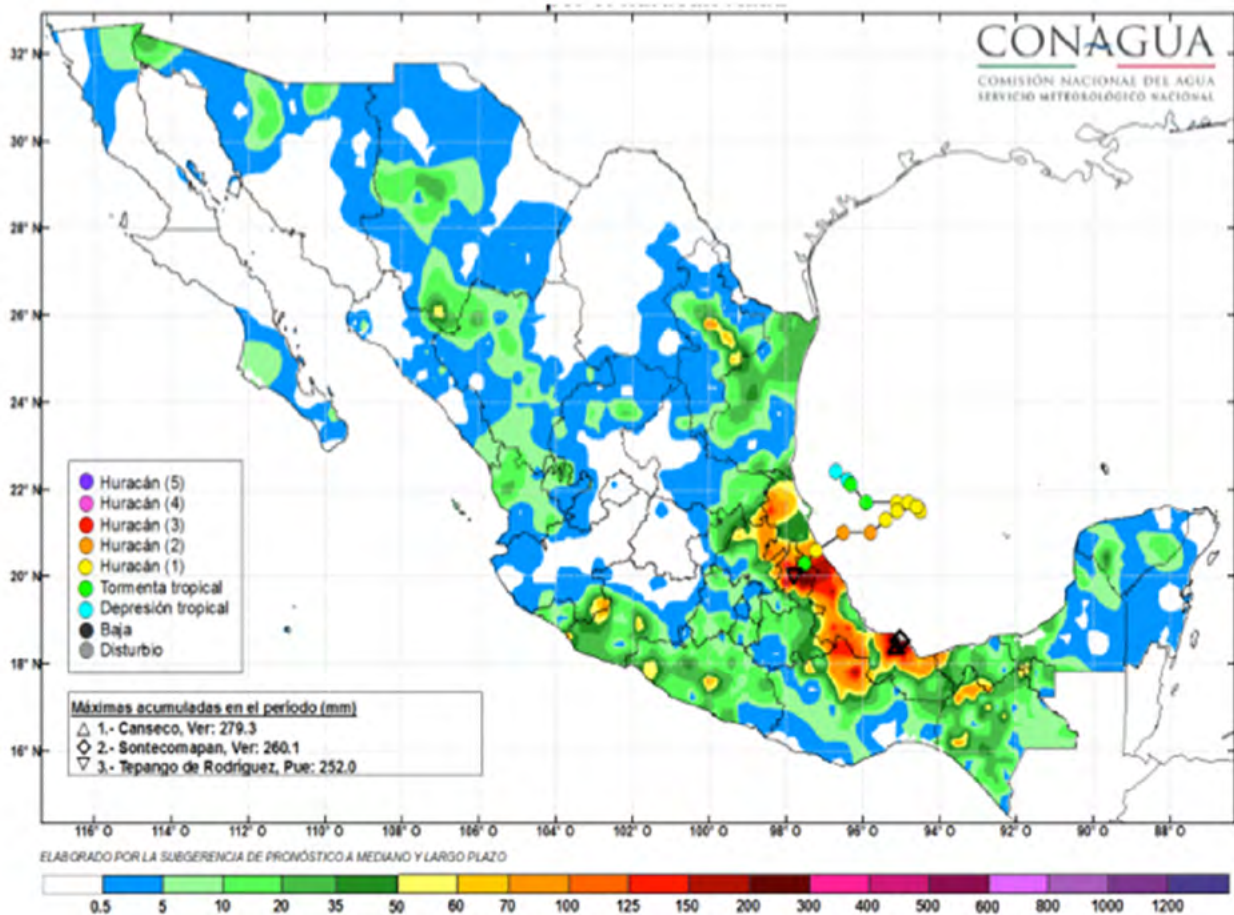 CONAGUA
COMISIÓN NACIONAL DEL AGUA
SERVICIO METEOROLÓGICO NACIONAL
32° N
30° N
28° N
26° N
24° N
22° N
20° N
18° N
16° N
Huracán (5)
Huracán (4)
Huracán (3)
Huracán (2)
Huracán (1)
Tormenta tropical
Depresión tropical
Baja
Disturbio
Máximas acumuladas en el período (mm)
1.- Canseco, Ver: 279.3
2.- Sontecomapan, Ver: 260.1
3.- Tepango de Rodríguez, Pue: 252.0
116° O 114° O 112° O 110° O 108° O 106° O 104° O 102° O 100° O 98° O 96° O 94° O 92° O 90° O 88° O
ELABORADO POR LA SUBGERENCIA DE PRONÓSTICO A MEDIANO Y LARGO PLAZO
0.5 5 10 20 35 50 60 70 100 125 150 200 300 400 500 600 800 1000 1200